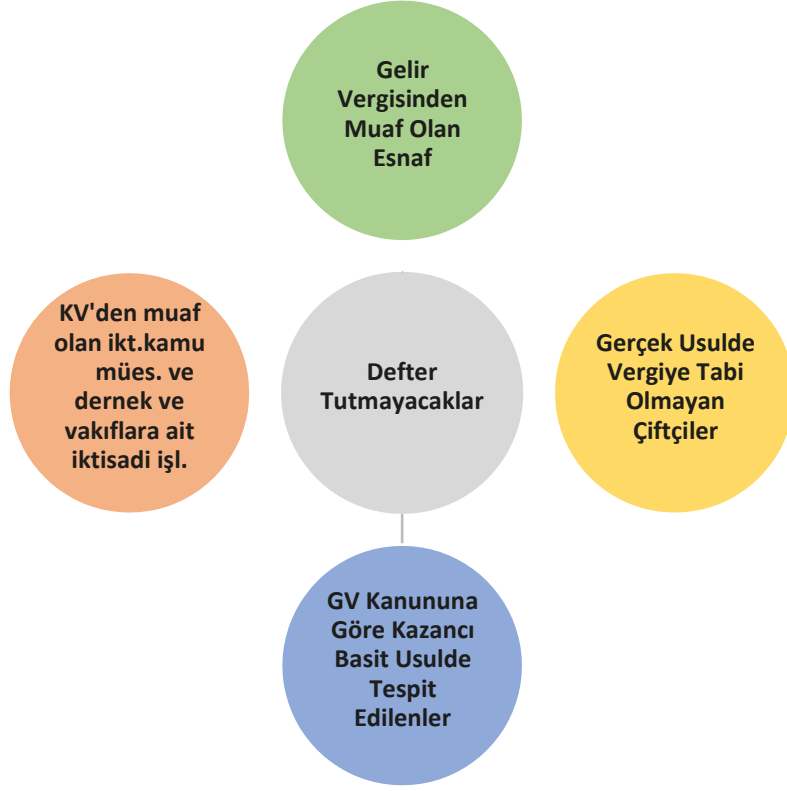 Gelir
Vergisinden
Muaf Olan
Esnaf
KV'den muaf
olan ikt.kamu
mües. ve
dernek ve
vakıflara ait
iktisadi işl.
Defter
Tutmayacaklar
Gerçek Usulde
Vergiye Tabi
Olmayan
Çiftçiler
GV Kanununa
Göre Kazancı
Basit Usulde
Tespit
Edilenler